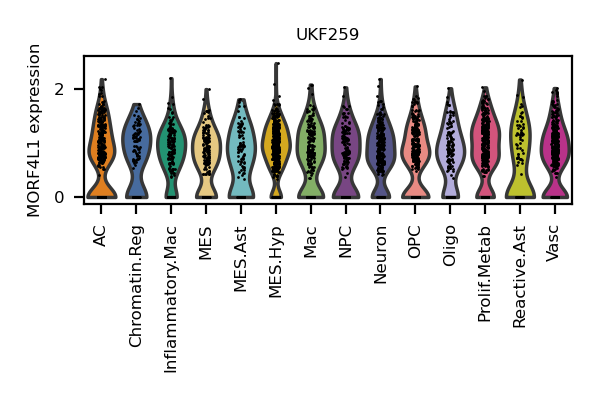 UKF259
MORF4L1 expression
2
0
AC
Chromatin.Reg
Inflammatory.Mac
MES
MES.Ast
MES.Hyp
Mac
NPC
Neuron
OPC
Oligo
Prolif.Metab
Reactive.Ast
Vasc